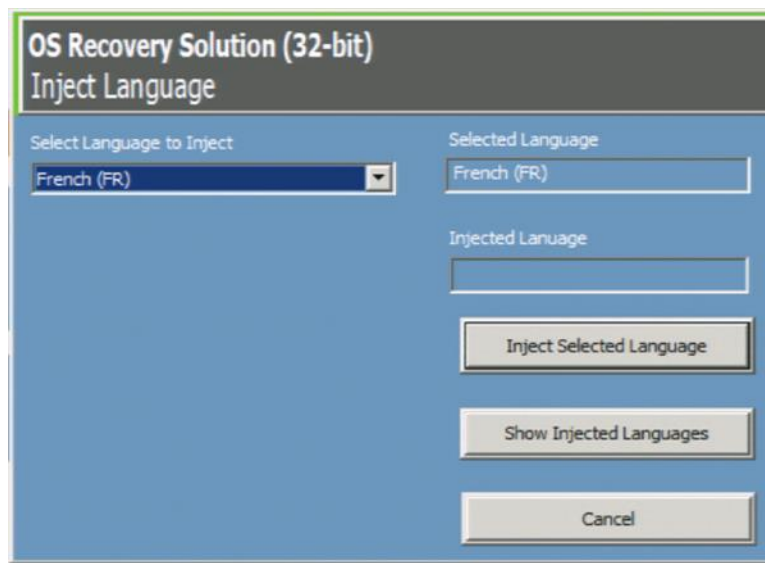 OS Recovery Solution (32-bit)
Inject Language
Select Language to Inject
French (FR)
Selected Language
French (FR)
Injected Lanuage
Inject Selected Language
Show Injected Languages
Cancel